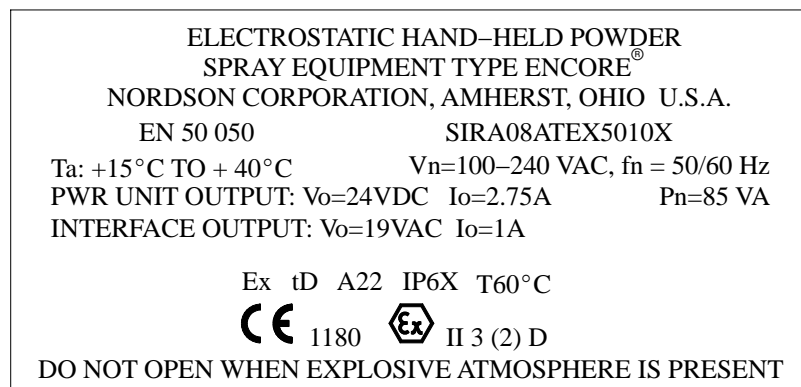 ELECTROSTATIC HAND–HELD POWDER
SPRAY EQUIPMENT TYPE ENCORE®
NORDSON CORPORATION, AMHERST, OHIO U.S.A.
EN 50 050 SIRA08ATEX5010X
Ta: +15°C TO + 40°C Vn=100–240 VAC, fn = 50/60 Hz
PWR UNIT OUTPUT: Vo=24VDC Io=2.75A Pn=85 VA
INTERFACE OUTPUT: Vo=19VAC Io=1A
Ex tD A22 IP6X T60°C
CE 1180 Ex II 3 (2) D
DO NOT OPEN WHEN EXPLOSIVE ATMOSPHERE IS PRESENT